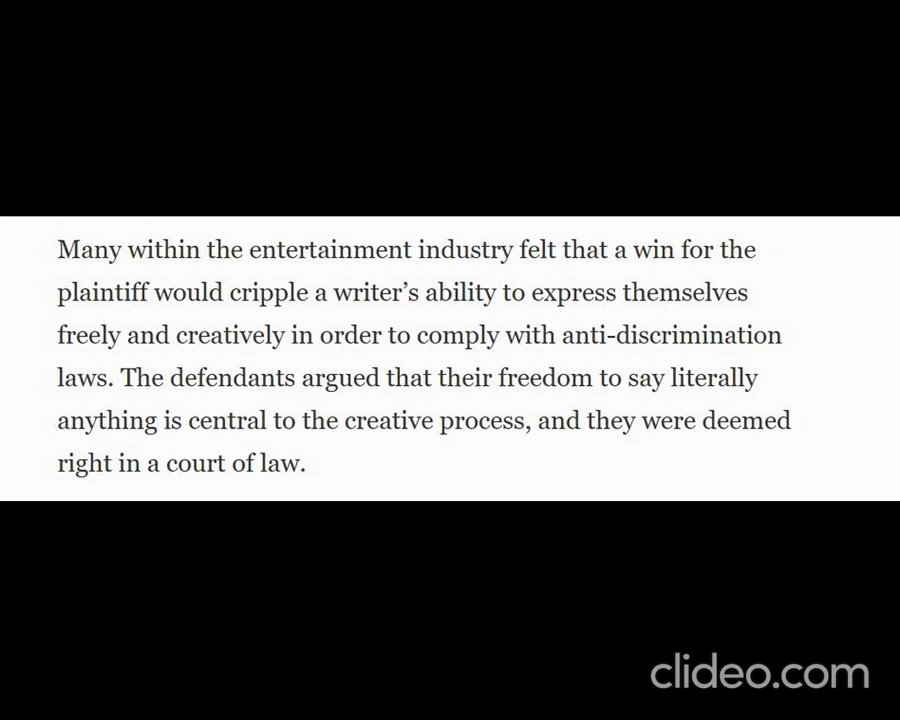 Many within the entertainment industry felt that a win for the
plaintiff would cripple a writer’s ability to express themselves
freely and creatively in order to comply with anti-discrimination
laws. The defendants argued that their freedom to say literally
anything is central to the creative process, and they were deemed
right in a court of law.
clideo.com